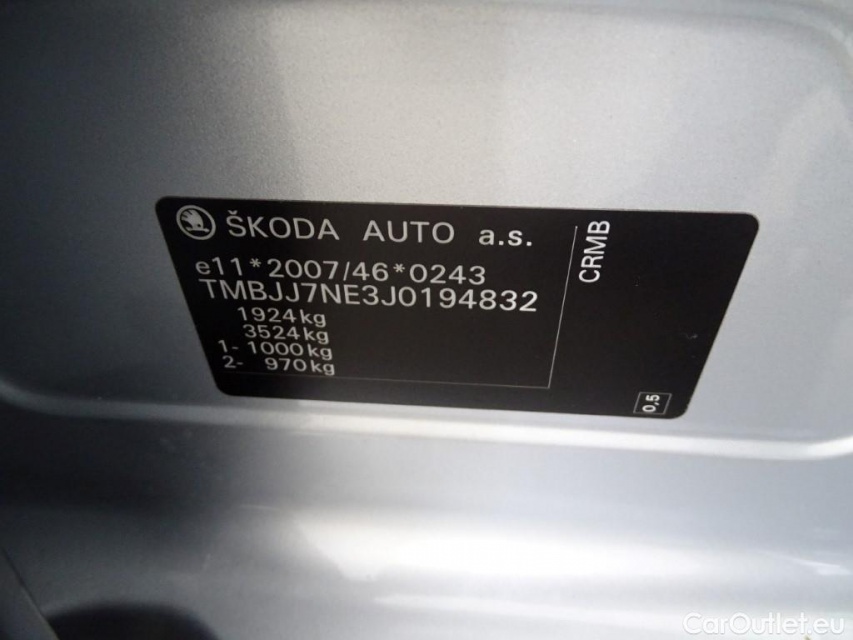 ŠKODA AUTO a.s.
e11*2007/46*0243
TMBJJ7NE3J0194832
1924kg
3524kg
1- 1000kg
2- 970kg
CRMB
0,5
CarOutlet.eu